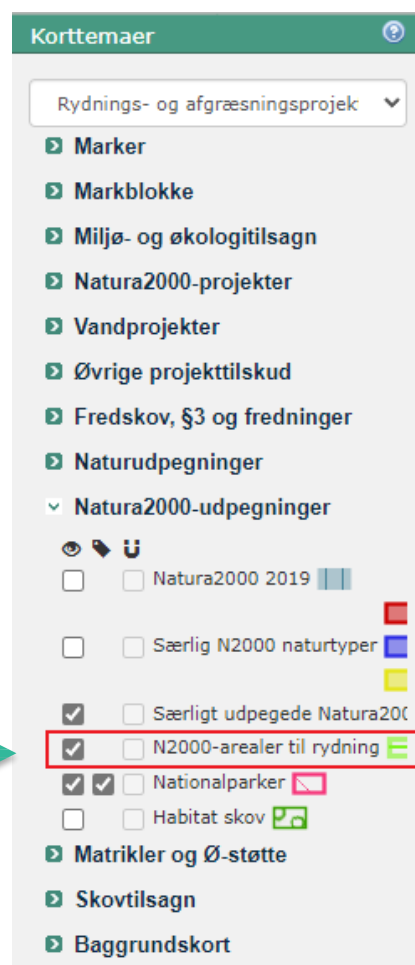 Korttemaer
Rydnings- og afgræsningsprojek
Marker
Markblokke
Miljø- og økologitilsagn
Natura2000-projekter
Vandprojekter
Øvrige projekttilskud
Fredskov, §3 og fredninger
Naturudpegninger
Natura2000-udpegninger
Natura2000 2019
Særlig N2000 naturtyper
Særligt udpegede Natura200
N2000-arealer til rydning
Nationalparker
Habitat skov
Matrikler og Ø-støtte
Skovtilsagn
Baggrundskort